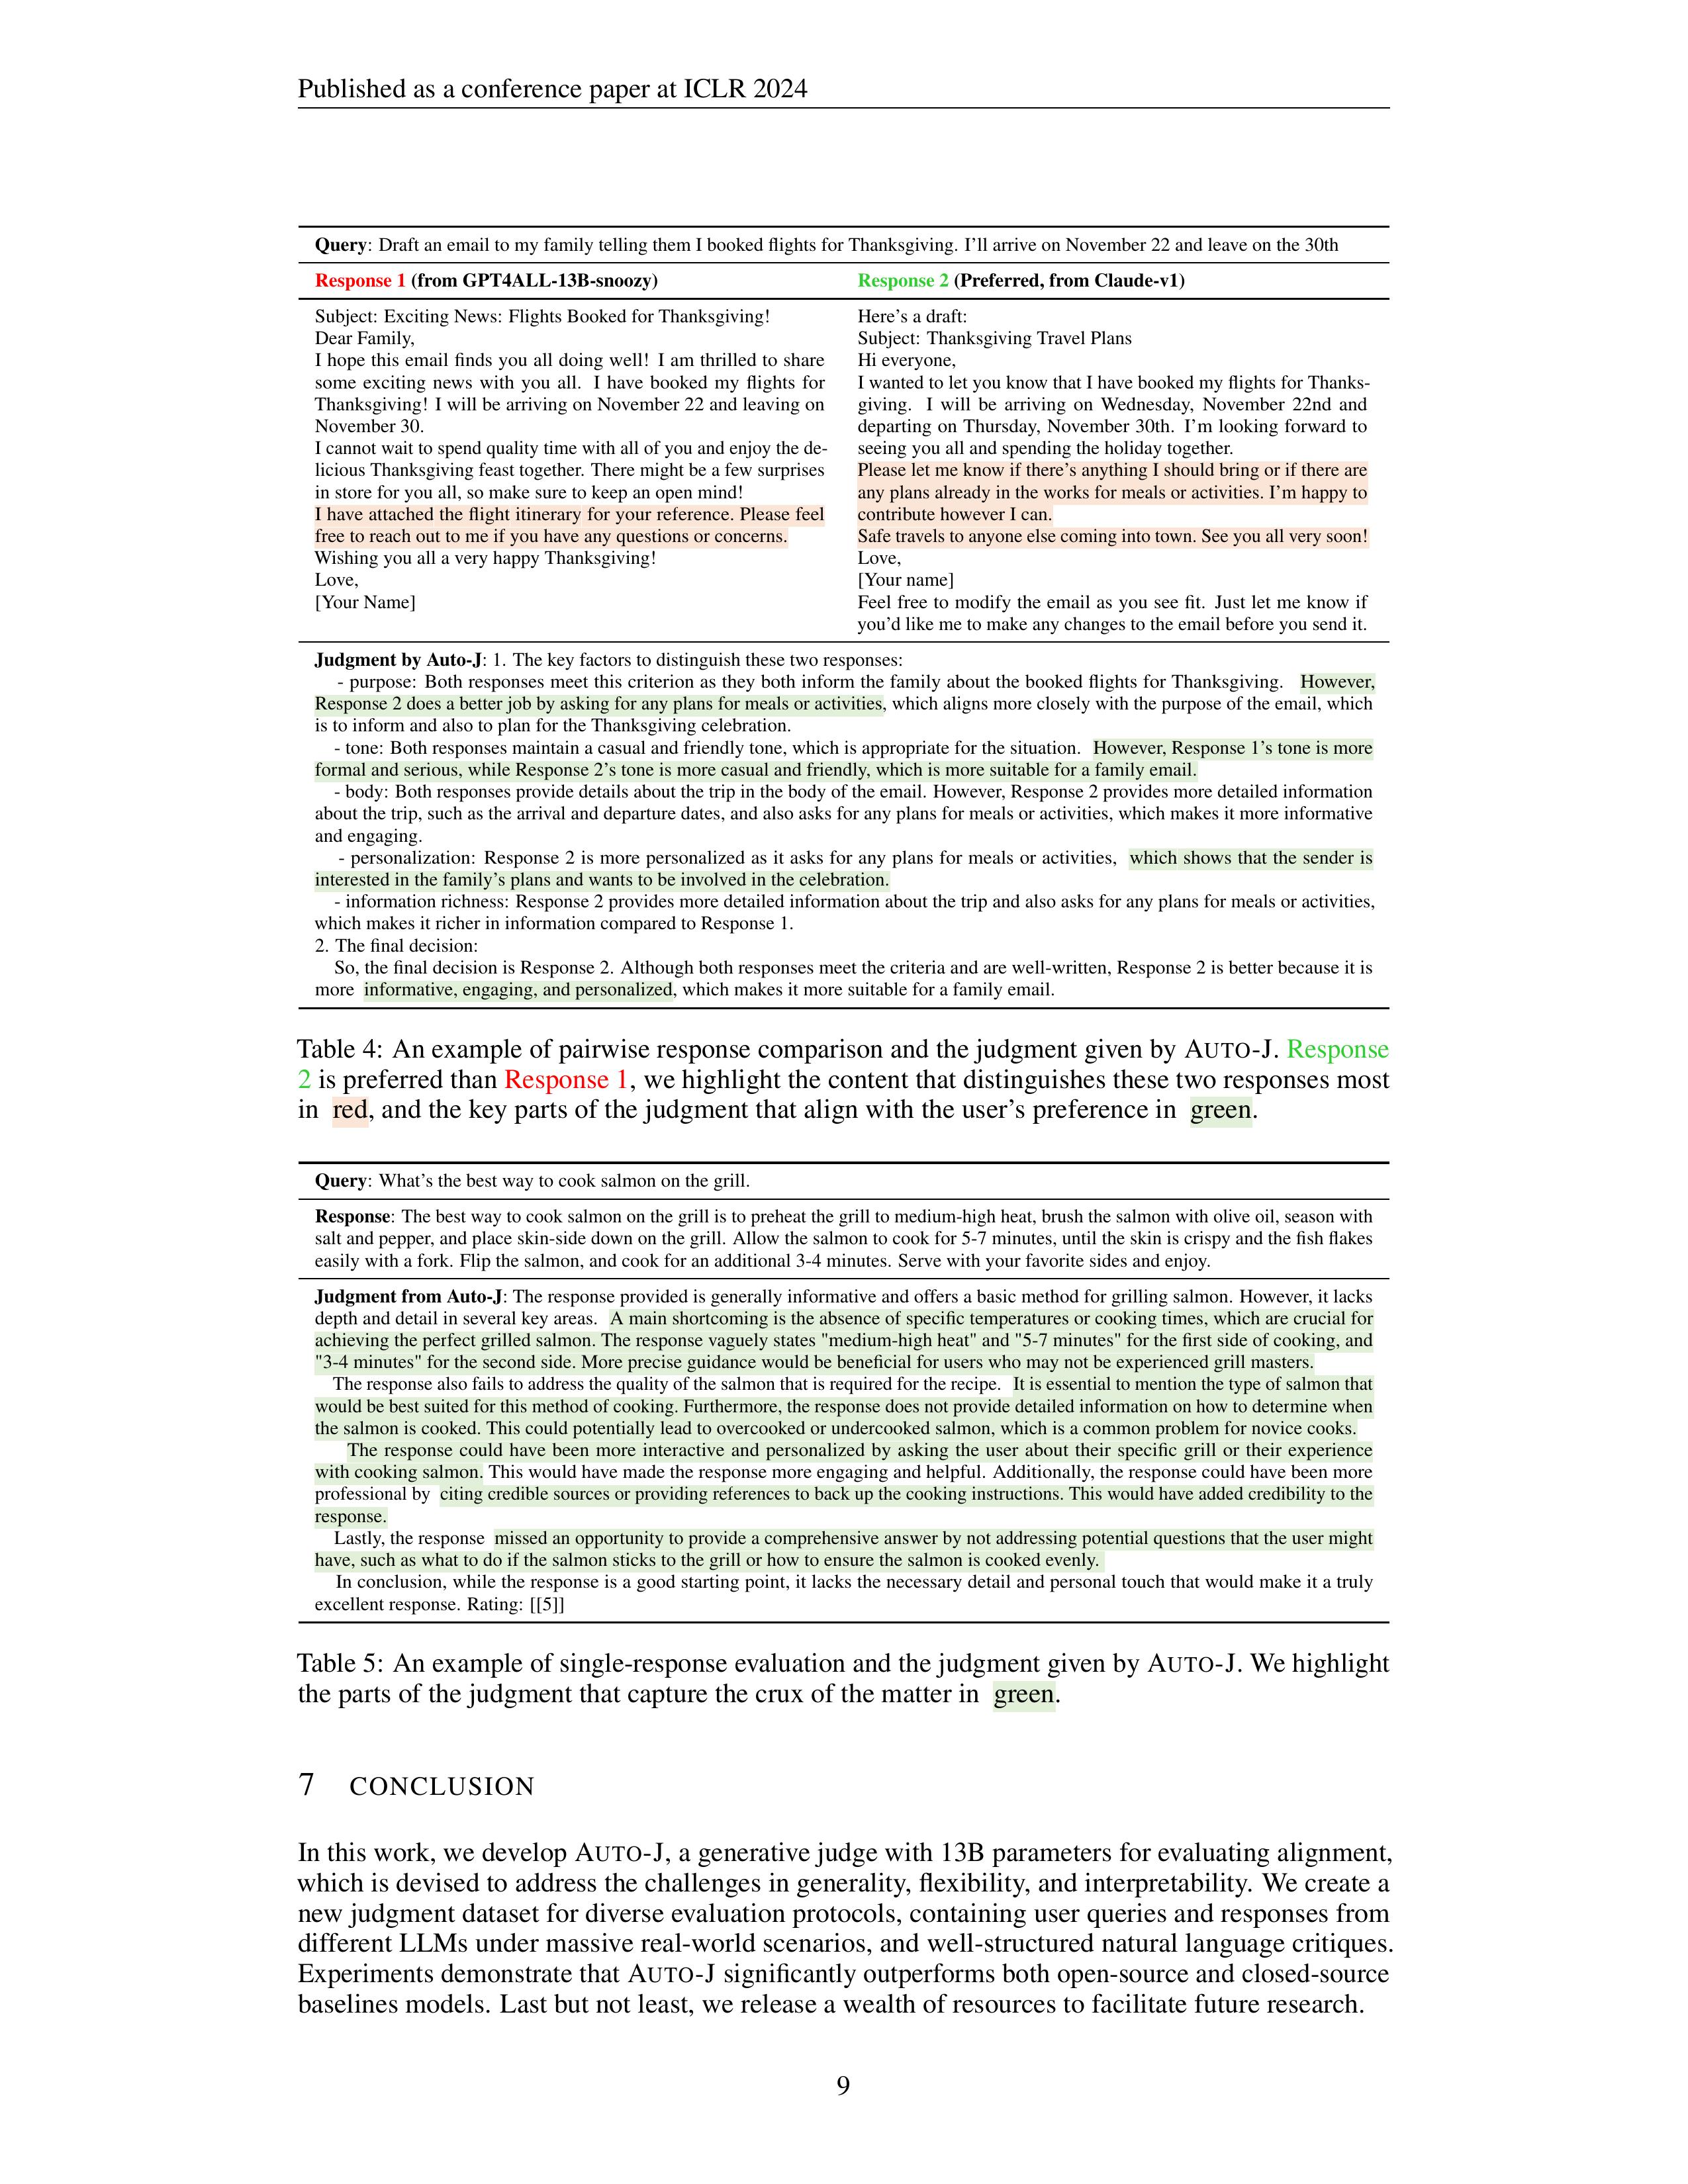 Published as a conference paper at ICLR 2024
Query: Draft an email to my family telling them I booked flights for Thanksgiving. I'll arrive on November 22 and leave on the 30th
Response 1 (from GPT4ALL-13B-snoozy)
Subject: Exciting News: Flights Booked for Thanksgiving!
Dear Family,
I hope this email finds you all doing well! I am thrilled to share
some exciting news with you all. I have booked my flights for
Thanksgiving! I will be arriving on November 22 and leaving on
November 30.
I cannot wait to spend quality time with all of you and enjoy the de-
licious Thanksgiving feast together. There might be a few surprises
in store for you all, so make sure to keep an open mind!
I have attached the flight itinerary for your reference. Please feel
free to reach out to me if you have any questions or concerns.
Wishing you all a very happy Thanksgiving!
Love,
[Your Name]
Response 2 (Preferred, from Claude-v1)
Here's a draft:
Subject: Thanksgiving Travel Plans
Hi everyone,
I wanted to let you know that I have booked my flights for Thanks-
giving. I will be arriving on Wednesday, November 22nd and
departing on Thursday, November 30th. I'm looking forward to
seeing you all and spending the holiday together.
Please let me know if there's anything I should bring or if there are
any plans already in the works for meals or activities. I'm happy to
contribute however I can.
Safe travels to anyone else coming into town. See you all very soon!
Love,
[Your name]
Feel free to modify the email as you see fit. Just let me know if
you'd like me to make any changes to the email before you send it.
Judgment by Auto-J: 1. The key factors to distinguish these two responses:
- purpose: Both responses meet this criterion as they both inform the family about the booked flights for Thanksgiving. However,
Response 2 does a better job by asking for any plans for meals or activities, which aligns more closely with the purpose of the email, which
is to inform and also to plan for the Thanksgiving celebration.
- tone: Both responses maintain a casual and friendly tone, which is appropriate for the situation. However, Response 1's tone is more
formal and serious, while Response 2's tone is more casual and friendly, which is more suitable for a family email.
- body: Both responses provide details about the trip in the body of the email. However, Response 2 provides more detailed information
about the trip, such as the arrival and departure dates, and also asks for any plans for meals or activities, which makes it more informative
and engaging.
- personalization: Response 2 is more personalized as it asks for any plans for meals or activities, which shows that the sender is
interested in the family's plans and wants to be involved in the celebration.
- information richness: Response 2 provides more detailed information about the trip and also asks for any plans for meals or activities,
which makes it richer in information compared to Response 1.
2. The final decision:
So, the final decision is Response 2. Although both responses meet the criteria and are well-written, Response 2 is better because it is
more informative, engaging, and personalized, which makes it more suitable for a family email.
Table 4: An example of pairwise response comparison and the judgment given by AUTO-J. Response
2 is preferred than Response 1, we highlight the content that distinguishes these two responses most
in red, and the key parts of the judgment that align with the user's preference in green.
Query: What's the best way to cook salmon on the grill.
Response: The best way to cook salmon on the grill is to preheat the grill to medium-high heat, brush the salmon with olive oil, season with
salt and pepper, and place skin-side down on the grill. Allow the salmon to cook for 5-7 minutes, until the skin is crispy and the fish flakes
easily with a fork. Flip the salmon, and cook for an additional 3-4 minutes. Serve with your favorite sides and enjoy.
Judgment from Auto-J: The response provided is generally informative and offers a basic method for grilling salmon. However, it lacks
depth and detail in several key areas. A main shortcoming is the absence of specific temperatures or cooking times, which are crucial for
achieving the perfect grilled salmon. The response vaguely states "medium-high heat" and "5-7 minutes" for the first side of cooking, and
"3-4 minutes" for the second side. More precise guidance would be beneficial for users who may not be experienced grill masters.
The response also fails to address the quality of the salmon that is required for the recipe. It is essential to mention the type of salmon that
would be best suited for this method of cooking. Furthermore, the response does not provide detailed information on how to determine when
the salmon is cooked. This could potentially lead to overcooked or undercooked salmon, which is a common problem for novice cooks.
The response could have been more interactive and personalized by asking the user about their specific grill or their experience
with cooking salmon. This would have made the response more engaging and helpful. Additionally, the response could have been more
professional by citing credible sources or providing references to back up the cooking instructions. This would have added credibility to the
response.
Lastly, the response missed an opportunity to provide a comprehensive answer by not addressing potential questions that the user might
have, such as what to do if the salmon sticks to the grill or how to ensure the salmon is cooked evenly.
In conclusion, while the response is a good starting point, it lacks the necessary detail and personal touch that would make it a truly
excellent response. Rating: [[5]]
Table 5: An example of single-response evaluation and the judgment given by AUTO-J. We highlight
the parts of the judgment that capture the crux of the matter in green.
7 CONCLUSION
In this work, we develop AUTO-J, a generative judge with 13B parameters for evaluating alignment,
which is devised to address the challenges in generality, flexibility, and interpretability. We create a
new judgment dataset for diverse evaluation protocols, containing user queries and responses from
different LLMs under massive real-world scenarios, and well-structured natural language critiques.
Experiments demonstrate that AUTO-J significantly outperforms both open-source and closed-source
baselines models. Last but not least, we release a wealth of resources to facilitate future research.
9